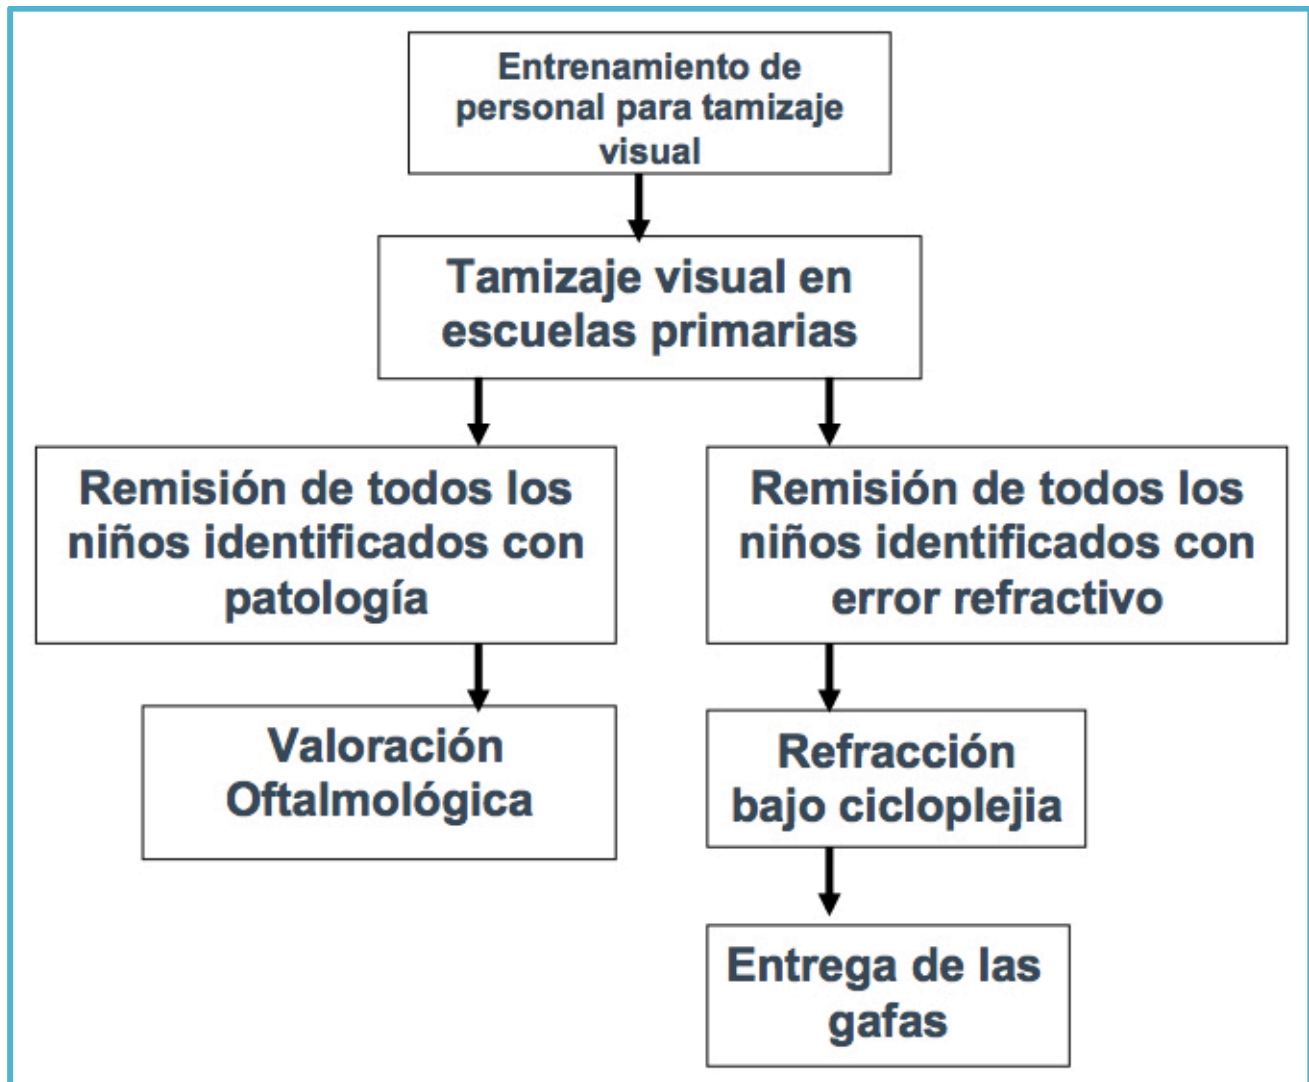 Entrenamiento de
personal para tamizaje
visual
Tamizaje visual en
escuelas primarias
Remisión de todos los
niños identificados con
patología
Remisión de todos los
niños identificados con
error refractivo
Valoración
Oftalmológica
Refracción
bajo cicloplejia
Entrega de las
gafas